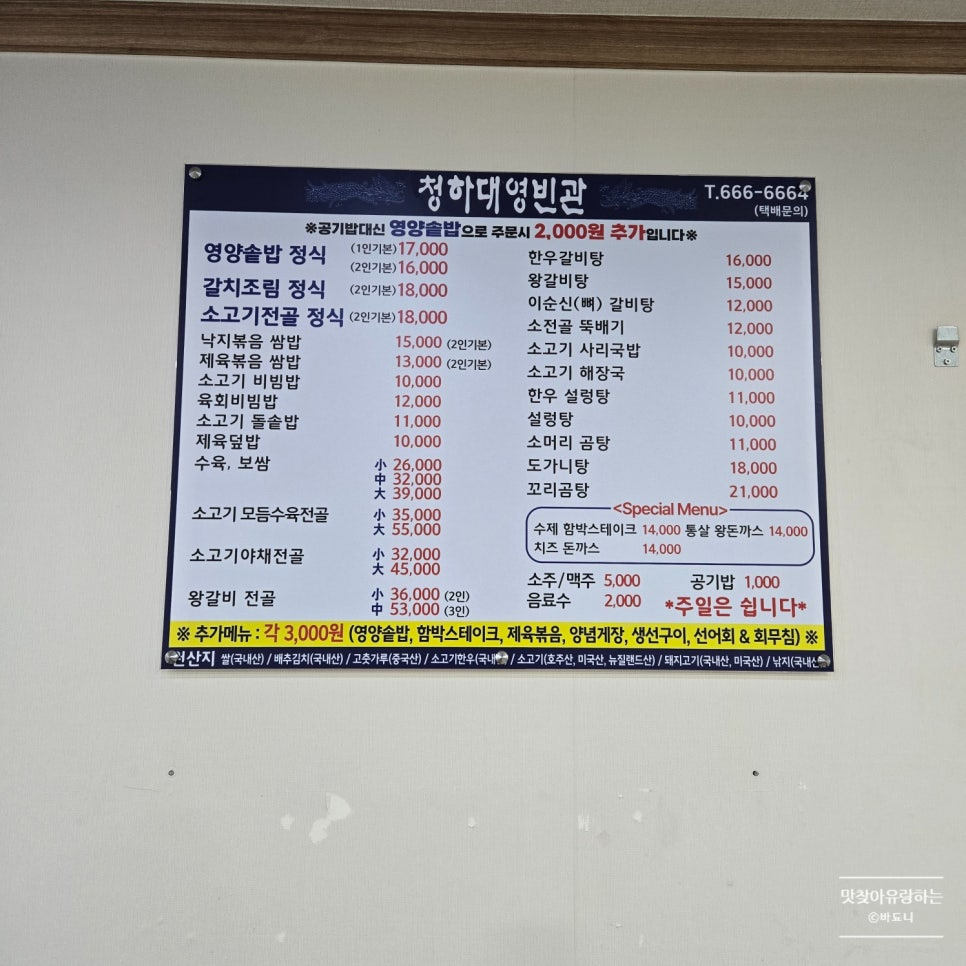 청하대영빈관
T.666-6664
(택배문의)
※공기밥대신 영양솥밥으로 주문시 2,000원 추가입니다※
영양솥밥 정식 (1인기본) 17,000
(2인기본) 16,000
갈치조림 정식 (2인기본) 18,000
소고기전골 정식 (2인기본) 18,000
낙지볶음 쌈밥 15,000 (2인기본)
제육볶음 쌈밥 13,000 (2인기본)
소고기 비빔밥 10,000
육회비빔밥 12,000
소고기 돌솥밥 11,000
제육덮밥 10,000
수육, 보쌈 小 26,000
中 32,000
大 39,000
소고기 모듬수육전골 小 35,000
大 55,000
소고기야채전골 小 32,000
大 45,000
왕갈비 전골 小 36,000 (2인)
中 53,000 (3인)
한우갈비탕 16,000
왕갈비탕 15,000
이순신(뼈) 갈비탕 12,000
소전골 뚝배기 12,000
소고기 사리국밥 10,000
소고기 해장국 10,000
한우 설렁탕 11,000
설렁탕 10,000
소머리 곰탕 11,000
도가니탕 18,000
꼬리곰탕 21,000
<Special Menu>
수제 함박스테이크 14,000 통살 왕돈까스 14,000
치즈 돈까스 14,000
소주/맥주 5,000 공기밥 1,000
음료수 2,000 *주일은 쉽니다*
※ 추가메뉴 : 각 3,000원 (영양솥밥, 함박스테이크, 제육볶음, 양념게장, 생선구이, 선어회 & 회무침) ※
원산지 쌀(국내산) / 배추김치(국내산) / 고춧가루(중국산) / 소고기한우(국내 / 소고기(호주산, 미국산, 뉴질랜드산) / 돼지고기(국내산, 미국산) / 낚지(국내산
맛찾아유랑하는
©바됴니